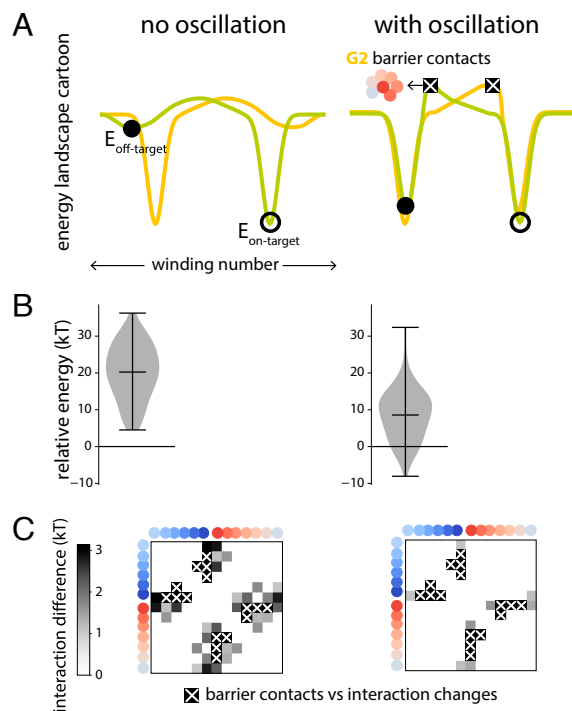 A
no oscillation
with oscillation
energy landscape cartoon
G2 barrier contacts
E off-target
E on-target
winding number
B
relative energy (kT)
30
20
10
0
−10
30
20
10
0
−10
C
interaction difference (kT)
3
2
1
0
barrier contacts vs interaction changes